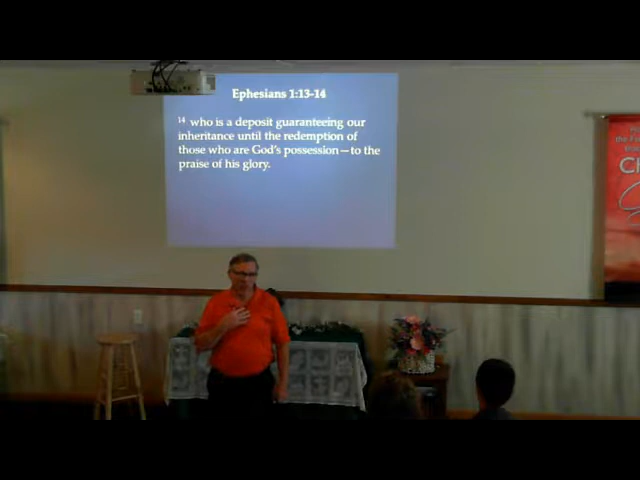 Ephesians 1:13-14
14 who is a deposit guaranteeing our
inheritance until the redemption of
those who are God's possession—to the
praise of his glory.